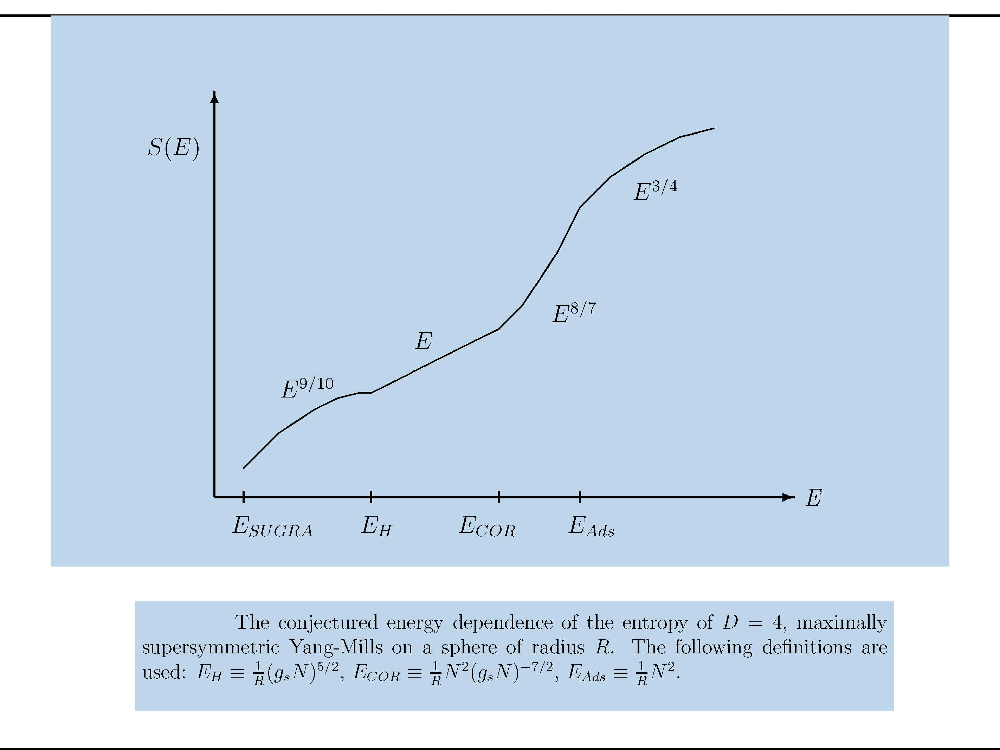 S(E)
E^{3/4}
E^{8/7}
E
E^{9/10}
E
E_{SUGRA} E_H E_{COR} E_{Ads}
The conjectured energy dependence of the entropy of D = 4, maximally
supersymmetric Yang-Mills on a sphere of radius R. The following definitions are
used: E_H ≡ \frac{1}{R}(g_sN)^{5/2}, E_{COR} ≡ \frac{1}{R}N^2(g_sN)^{-7/2}, E_{Ads} ≡ \frac{1}{R}N^2.